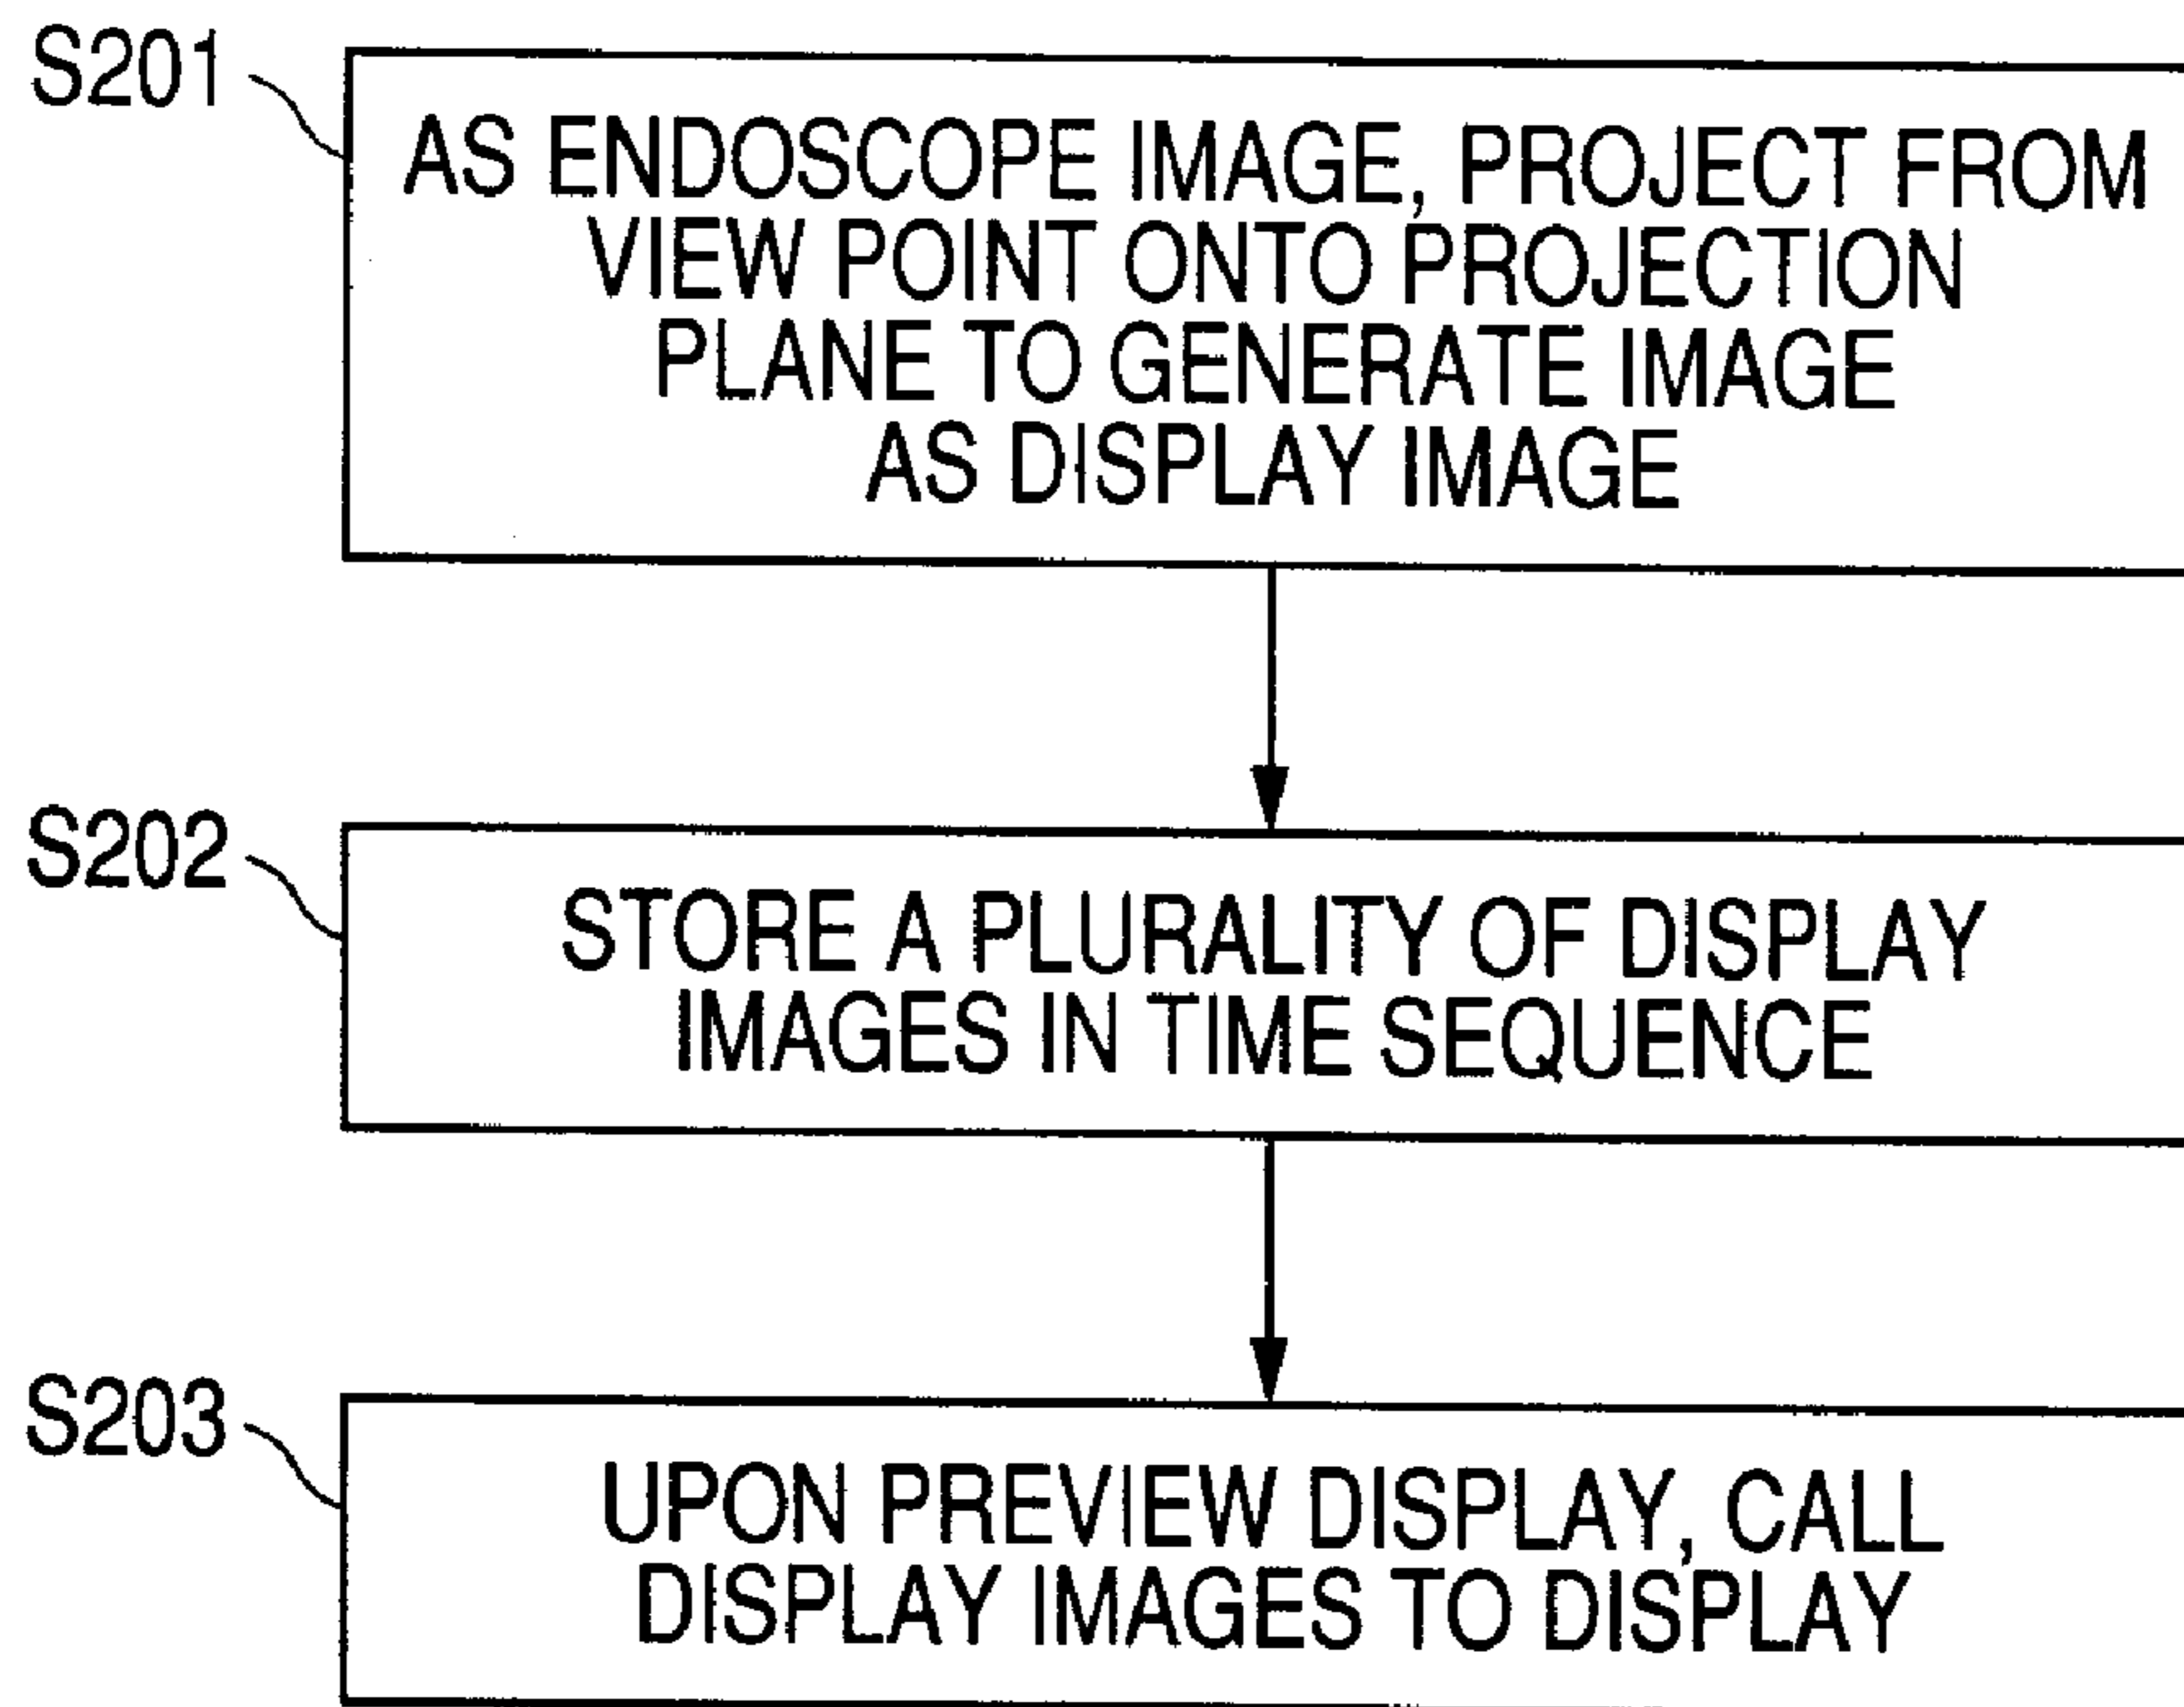 S201
AS ENDOSCOPE IMAGE, PROJECT FROM
VIEW POINT ONTO PROJECTION
PLANE TO GENERATE IMAGE
AS DISPLAY IMAGE
S202
STORE A PLURALITY OF DISPLAY
IMAGES IN TIME SEQUENCE
S203
UPON PREVIEW DISPLAY, CALL
DISPLAY IMAGES TO DISPLAY